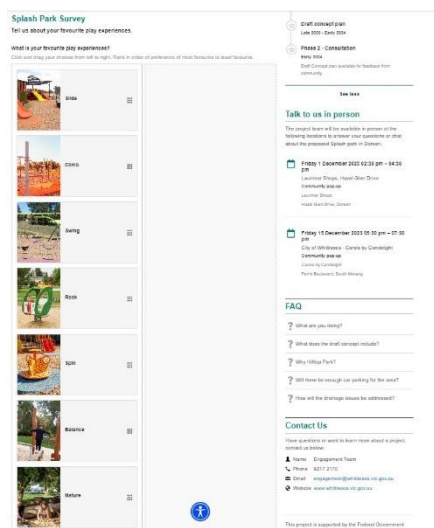 Splash Park Survey
Tell us about your favourite play experiences.
What is your favourite play experiences?
Click and drag your choices from left to right. Rank in order of preference of most favourite to least favourite.
Slide
Climb
Swing
Rock
Spin
Balance
Nature
Draft concept plan
Late 2023 - Early 2024
Phase 2 - Consultation
Early 2024
Draft Concept plan available for feedback from
community.
See less
Talk to us in person
The project team will be available in person at the
following locations to answer your questions or chat
about the proposed Splash park in Doreen.
Friday 1 December 2023 02:30 pm – 04:30
pm
Laurimar Shops, Hazel Glen Drive
Community pop-up
Laurimar Shops
Hazel Glen Drive, Doreen
Friday 15 December 2023 05:30 pm – 07:30
pm
City of Whittlesea - Carols by Candlelight
Community pop-up
Carols by Candlelight
Ferres Boulevard, South Morang
FAQ
What are you doing?
What does the draft concept include?
Why Hilltop Park?
Will there be enough car parking for the area?
How will the drainage issues be addressed?
Contact Us
Have questions or want to learn more about a project,
contact us below:
Name Engagement Team
Phone 9217 2170
Email engagement@whittlesea.vic.gov.au
Website www.whittlesea.vic.gov.au
This project is supported by the Federal Government